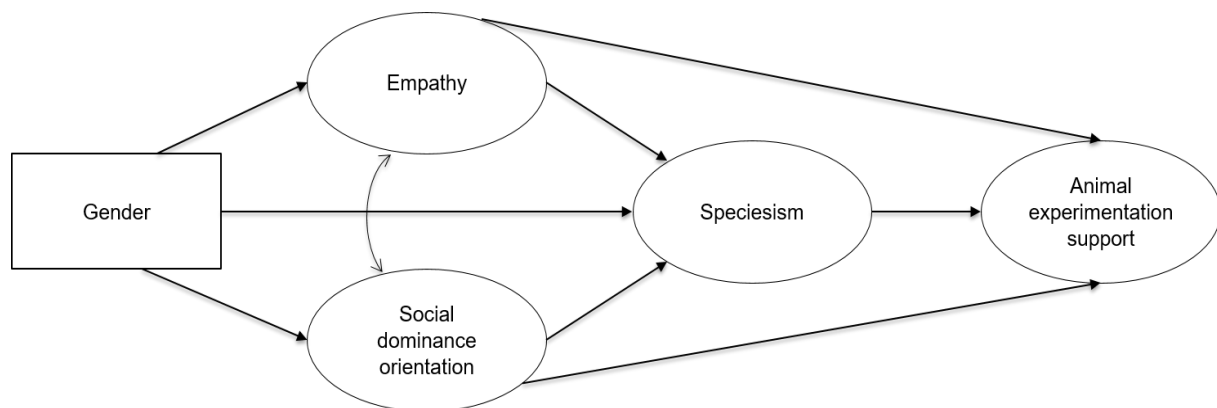 Empathy
Gender
Speciesism
Animal
experimentation
support
Social
dominance
orientation